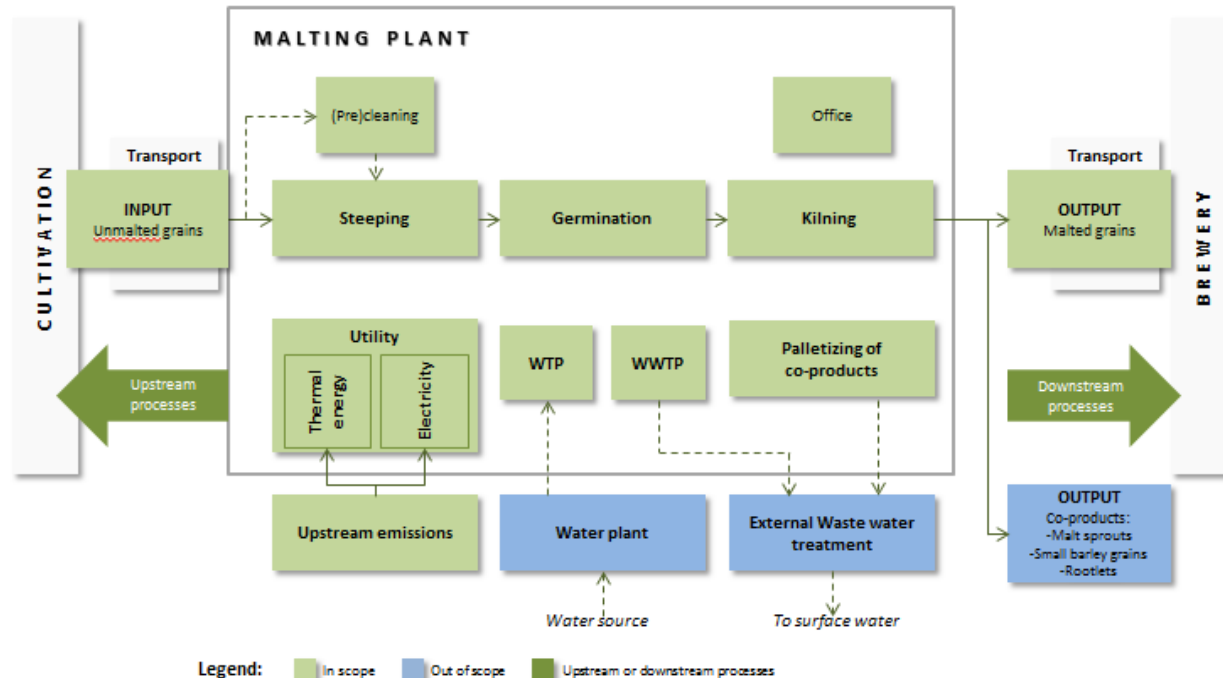 MALTING PLANT
(Pre)cleaning
Office
CULTIVATION
Transport
INPUT
Unmalted grains
Steeping
Germination
Kilning
Transport
OUTPUT
Malted grains
BREWERY
Upstream
processes
Utility
Thermal
energy
Electricity
WTP
WWTP
Palletizing of
co-products
Downstream
processes
Upstream emissions
Water plant
External Waste water
treatment
OUTPUT
Co-products:
-Malt sprouts
-Small barley grains
-Rootlets
Water source
To surface water
Legend:
In scope
Out of scope
Upstream or downstream processes